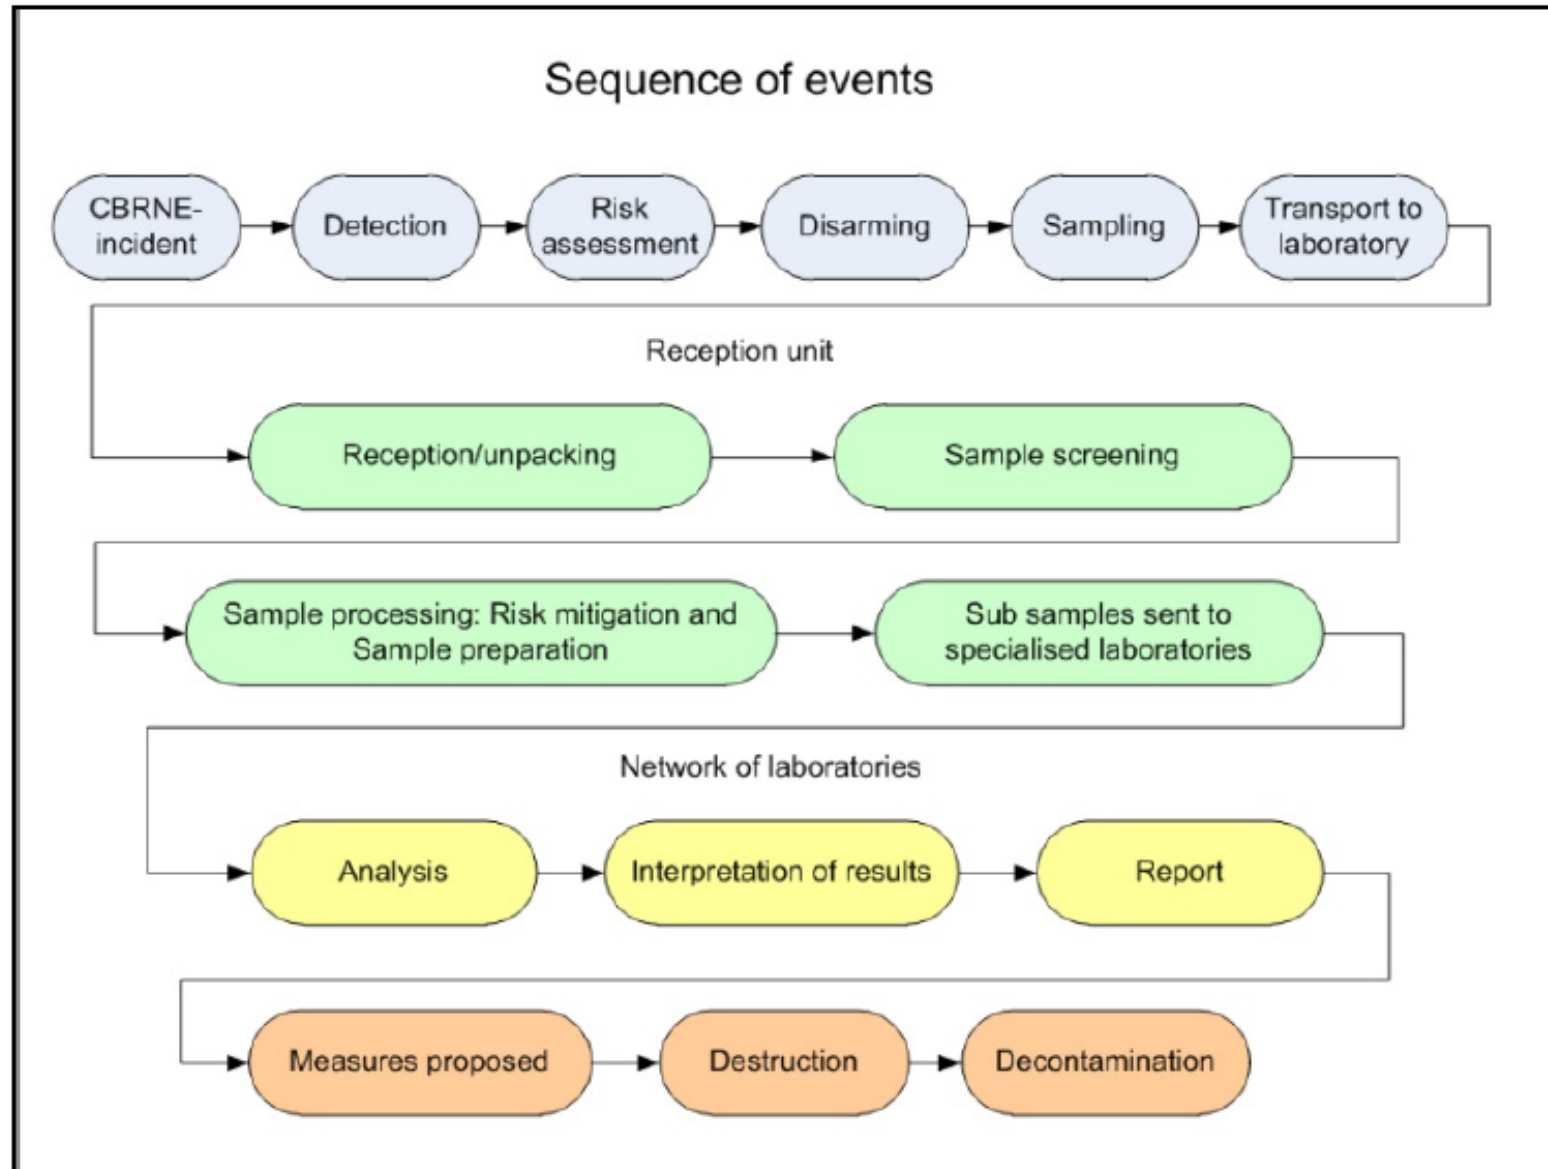 Sequence of events
CBRNE-
incident
Detection
Risk
assessment
Disarming
Sampling
Transport to
laboratory
Reception unit
Reception/unpacking
Sample screening
Sample processing: Risk mitigation and
Sample preparation
Sub samples sent to
specialised laboratories
Network of laboratories
Analysis
Interpretation of results
Report
Measures proposed
Destruction
Decontamination